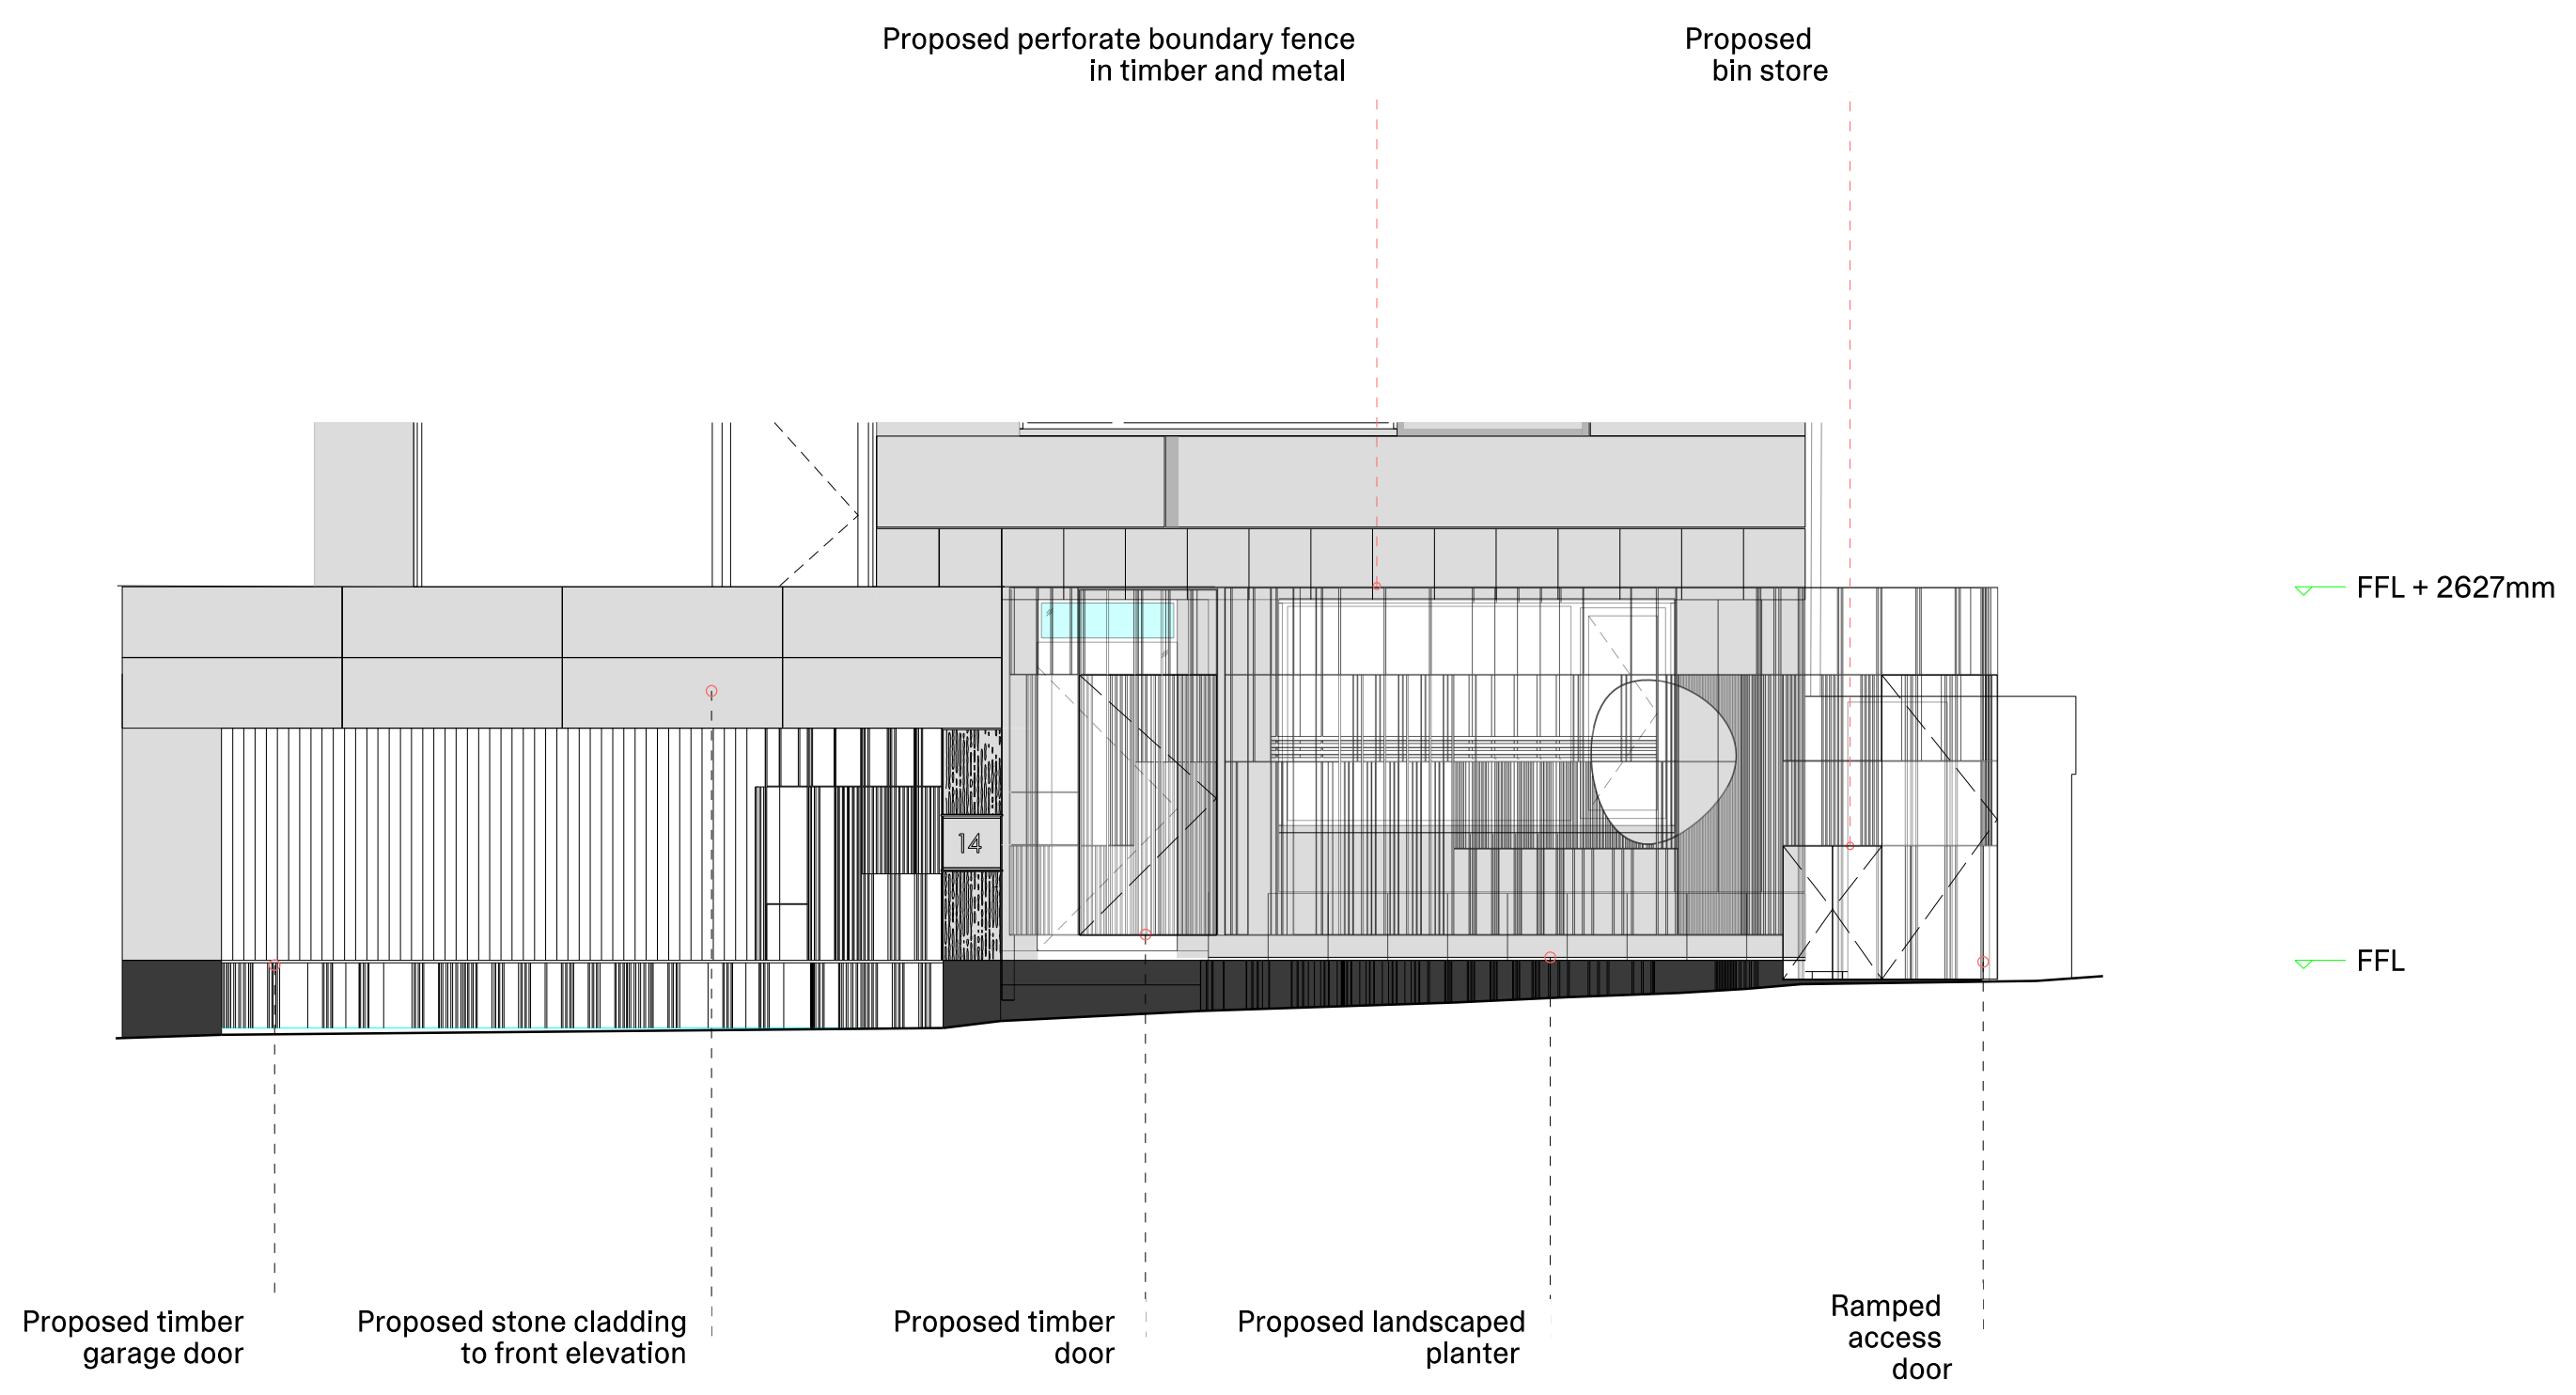 Proposed perforate boundary fence
in timber and metal
Proposed
bin store
FFL + 2627mm
14
FFL
Proposed timber
garage door
Proposed stone cladding
to front elevation
Proposed timber
door
Proposed landscaped
planter
Ramped
access
door